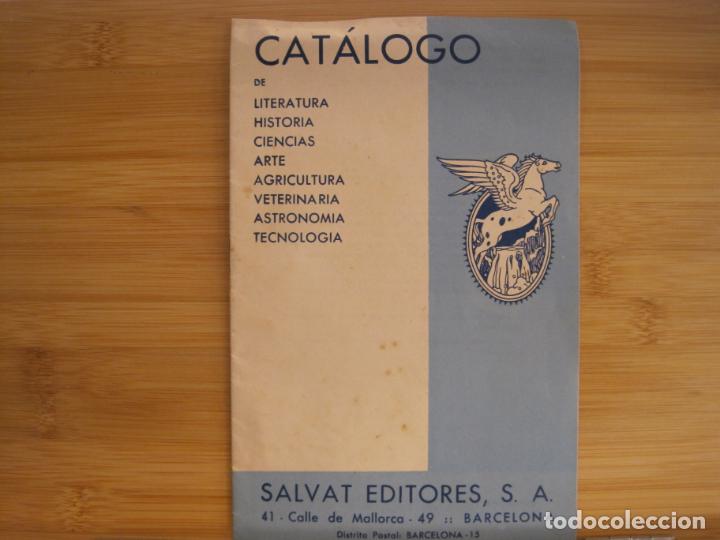 CATÁLOGO
DE
LITERATURA
HISTORIA
CIENCIAS
ARTE
AGRICULTURA
VETERINARIA
ASTRONOMIA
TECNOLOGIA
SALVAT EDITORES, S. A.
41 - Calle de Mallorca - 49 :: BARCELONA
Distrito Postal: BARCELONA - 15
todocoleccion